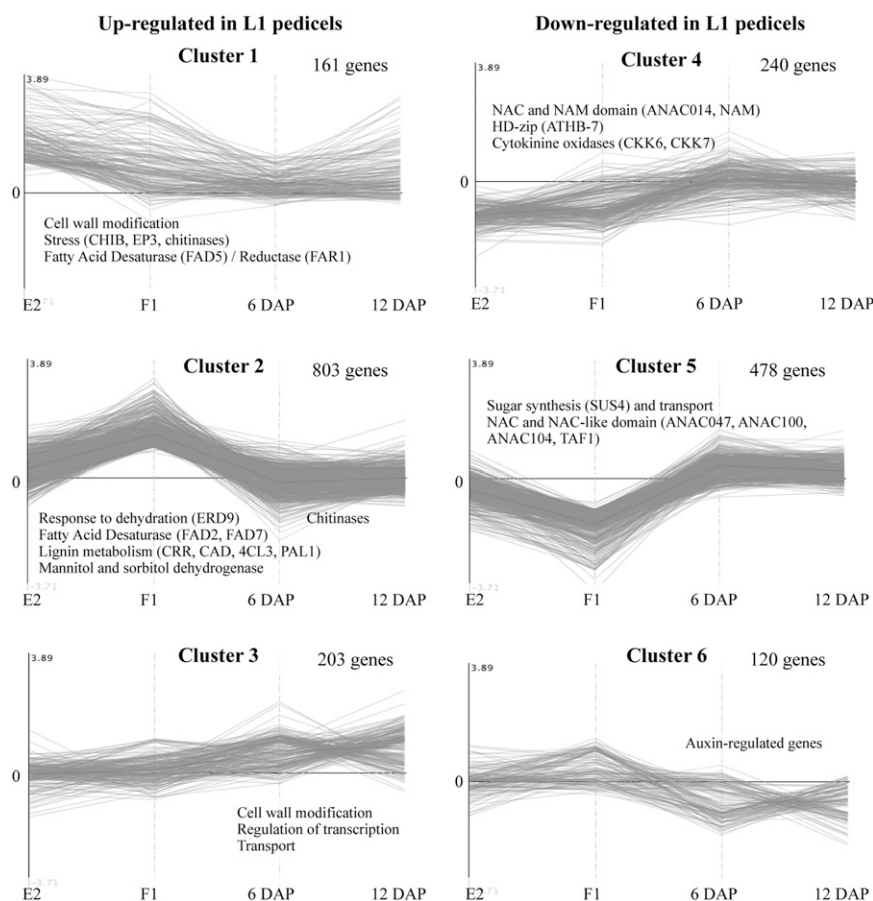 Up-regulated in L1 pedicels
Cluster 1
161 genes
3.89
0
Cell wall modification
Stress (CHIB, EP3, chitinases)
Fatty Acid Desaturase (FAD5) / Reductase (FAR1)
-3.71
E2 F1 6 DAP 12 DAP
Cluster 2
803 genes
3.89
0
Response to dehydration (ERD9)
Chitinases
Fatty Acid Desaturase (FAD2, FAD7)
Lignin metabolism (CRR, CAD, 4CL3, PAL1)
Mannitol and sorbitol dehydrogenase
-3.71
E2 F1 6 DAP 12 DAP
Cluster 3
203 genes
3.89
0
Cell wall modification
Regulation of transcription
Transport
-3.71
E2 F1 6 DAP 12 DAP
Down-regulated in L1 pedicels
Cluster 4
240 genes
3.89
NAC and NAM domain (ANAC014, NAM)
HD-zip (ATHB-7)
Cytokinine oxidases (CKK6, CKK7)
0
-3.71
E2 F1 6 DAP 12 DAP
Cluster 5
478 genes
3.89
Sugar synthesis (SUS4) and transport
NAC and NAC-like domain (ANAC047, ANAC100,
ANAC104, TAF1)
0
-3.71
E2 F1 6 DAP 12 DAP
Cluster 6
120 genes
3.89
Auxin-regulated genes
0
-3.71
E2 F1 6 DAP 12 DAP